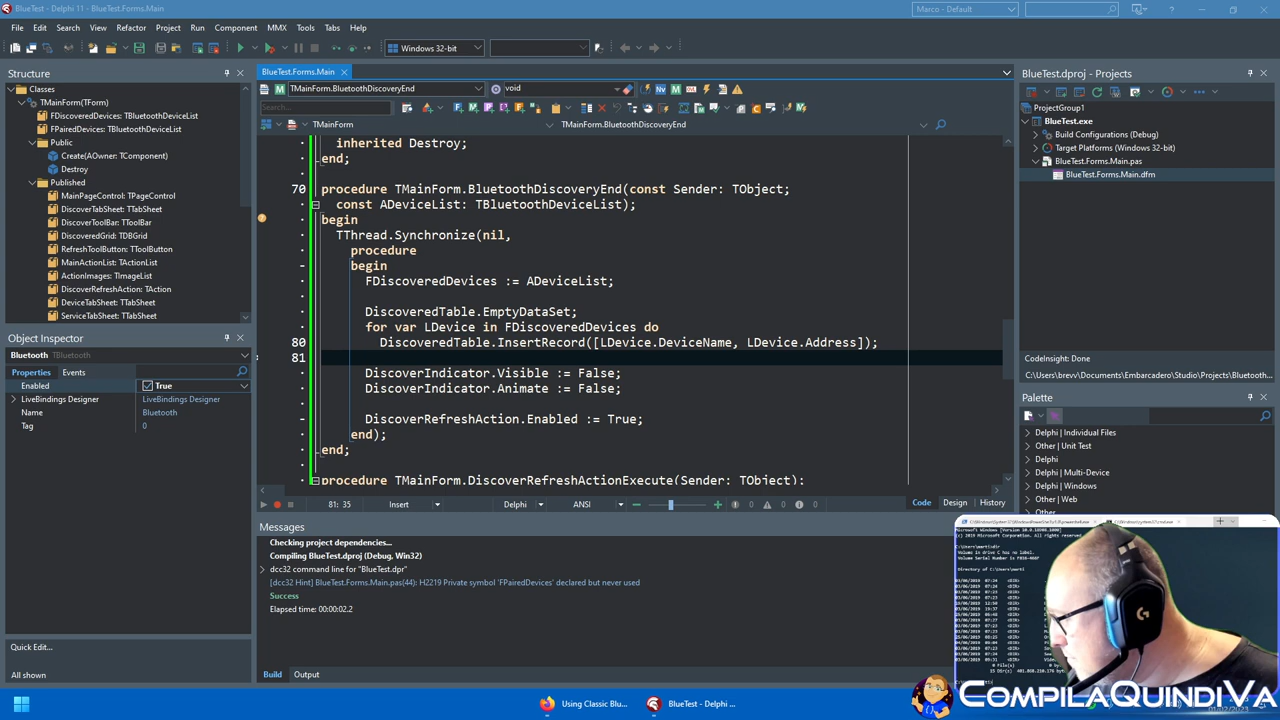 BlueTest - Delphi 11 - BlueTest.Forms.Main
Marco - Default
File Edit Search View Refactor Project Run Component MMX Tools Tabs Help
Windows 32-bit
Structure
Classes
TMainForm(TForm)
FDiscoveredDevices: TBluetoothDeviceList
FPairedDevices: TBluetoothDeviceList
Public
Create(AOwner: TComponent)
Destroy
Published
MainPageControl: TPageControl
DiscoverTabSheet: TTabSheet
DiscoverToolBar: TToolBar
DiscoveredGrid: TDBGrid
RefreshToolButton: TToolButton
MainActionList: TActionList
ActionImages: TImageList
DiscoverRefreshAction: TAction
DeviceTabSheet: TTabSheet
ServiceTabSheet: TTabSheet
Object Inspector
Bluetooth TBluetooth
Properties Events
Enabled True
LiveBindings Designer LiveBindings Designer
Name Bluetooth
Tag 0
Quick Edit...
All shown
BlueTest.Forms.Main
TMainForm.BluetoothDiscoveryEnd void
Search...
TMainForm TMainForm.BluetoothDiscoveryEnd
inherited Destroy;
end;
70 procedure TMainForm.BluetoothDiscoveryEnd(const Sender: TObject;
const ADeviceList: TBluetoothDeviceList);
begin
TThread.Synchronize(nil,
procedure
begin
FDiscoveredDevices := ADeviceList;
DiscoveredTable.EmptyDataSet;
for var LDevice in FDiscoveredDevices do
80 DiscoveredTable.InsertRecord([LDevice.DeviceName, LDevice.Address]);
81
DiscoverIndicator.Visible := False;
DiscoverIndicator.Animate := False;
DiscoverRefreshAction.Enabled := True;
end);
end;
procedure TMainForm.DiscoverRefreshActionExecute(Sender: TObject);
81: 35 Insert Delphi ANSI 0 0 0 Code Design History
Messages
Checking project dependencies...
Compiling BlueTest.dproj (Debug, Win32)
dcc32 command line for "BlueTest.dpr"
[dcc32 Hint] BlueTest.Forms.Main.pas(44): H2219 Private symbol 'FPairedDevices' declared but never used
Success
Elapsed time: 00:00:02.2
Build Output
BlueTest.dproj - Projects
ProjectGroup1
BlueTest.exe
Build Configurations (Debug)
Target Platforms (Windows 32-bit)
BlueTest.Forms.Main.pas
BlueTest.Forms.Main.dfm
CodeInsight: Done
C:\Users\brevv\Documents\Embarcadero\Studio\Projects\Bluetooth...
Palette
Delphi | Individual Files
Other | Unit Test
Delphi
Delphi | Multi-Device
Delphi | Windows
Other | Web
Other
Using Classic Blu...
BlueTest - Delphi ...
COMPILAQUINDIVA